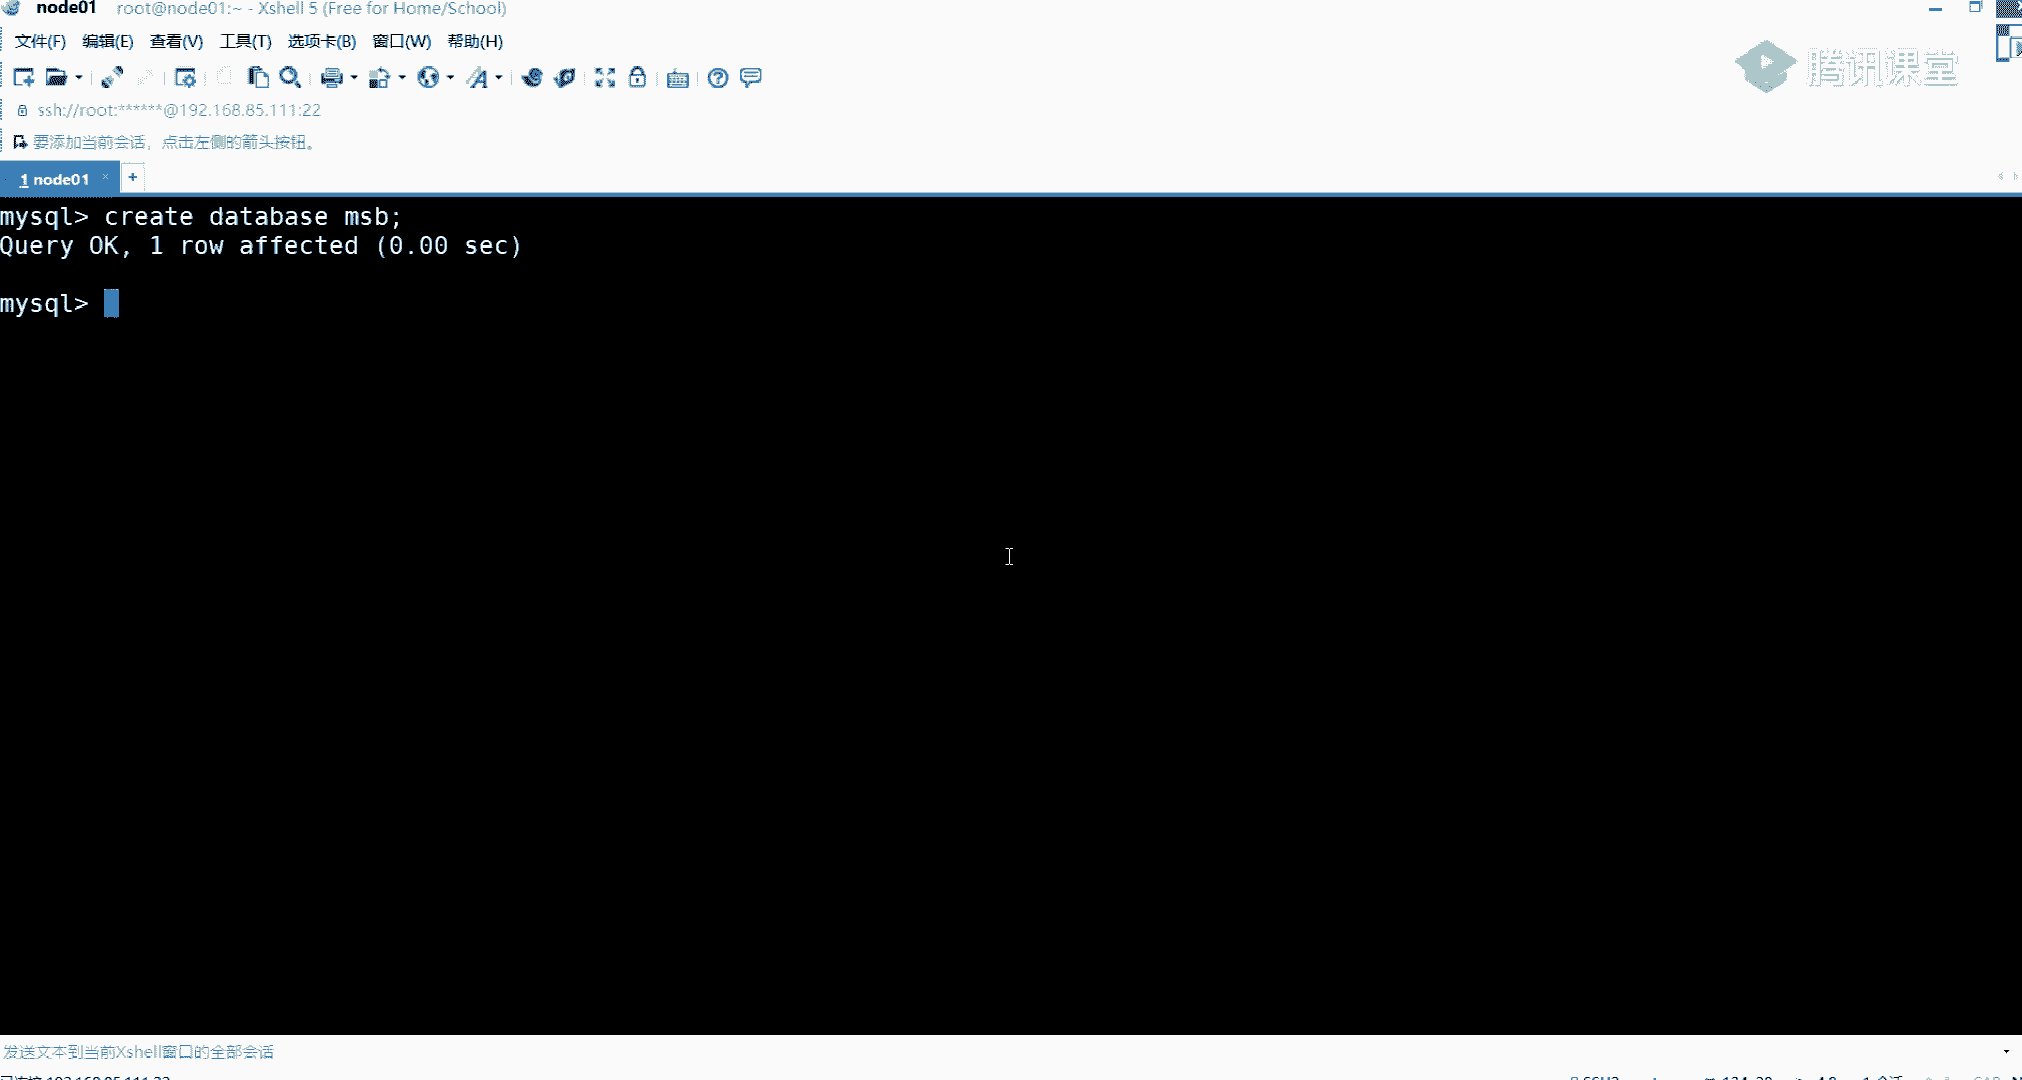 node01 root@node01:~ - Xshell 5 (Free for Home/School)
文件(F) 编辑(E) 查看(V) 工具(T) 选项卡(B) 窗口(W) 帮助(H)
腾讯课堂
ssh://root:******@192.168.85.111:22
要添加当前会话，点击左侧的箭头按钮。
1 node01 × +
mysql> create database msb;
Query OK, 1 row affected (0.00 sec)
mysql>
发送文本到当前Xshell窗口的全部会话